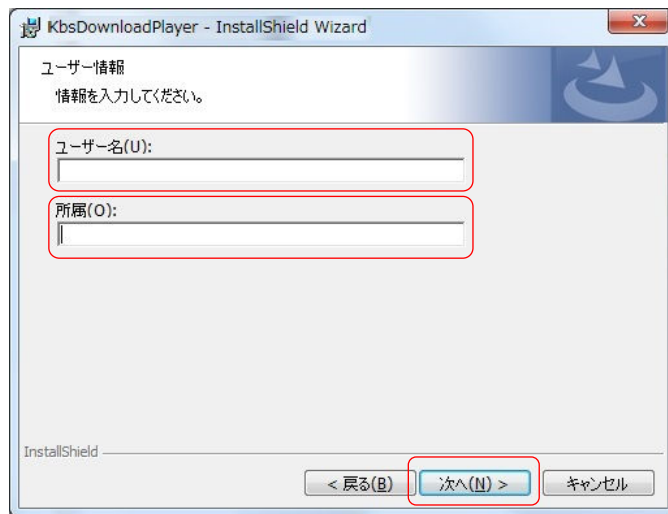 KbsDownloadPlayer - InstallShield Wizard
ユーザー情報
情報を入力してください。
ユーザー名(U):
所属(O):
InstallShield
< 戻る(B)
次へ(N) >
キャンセル